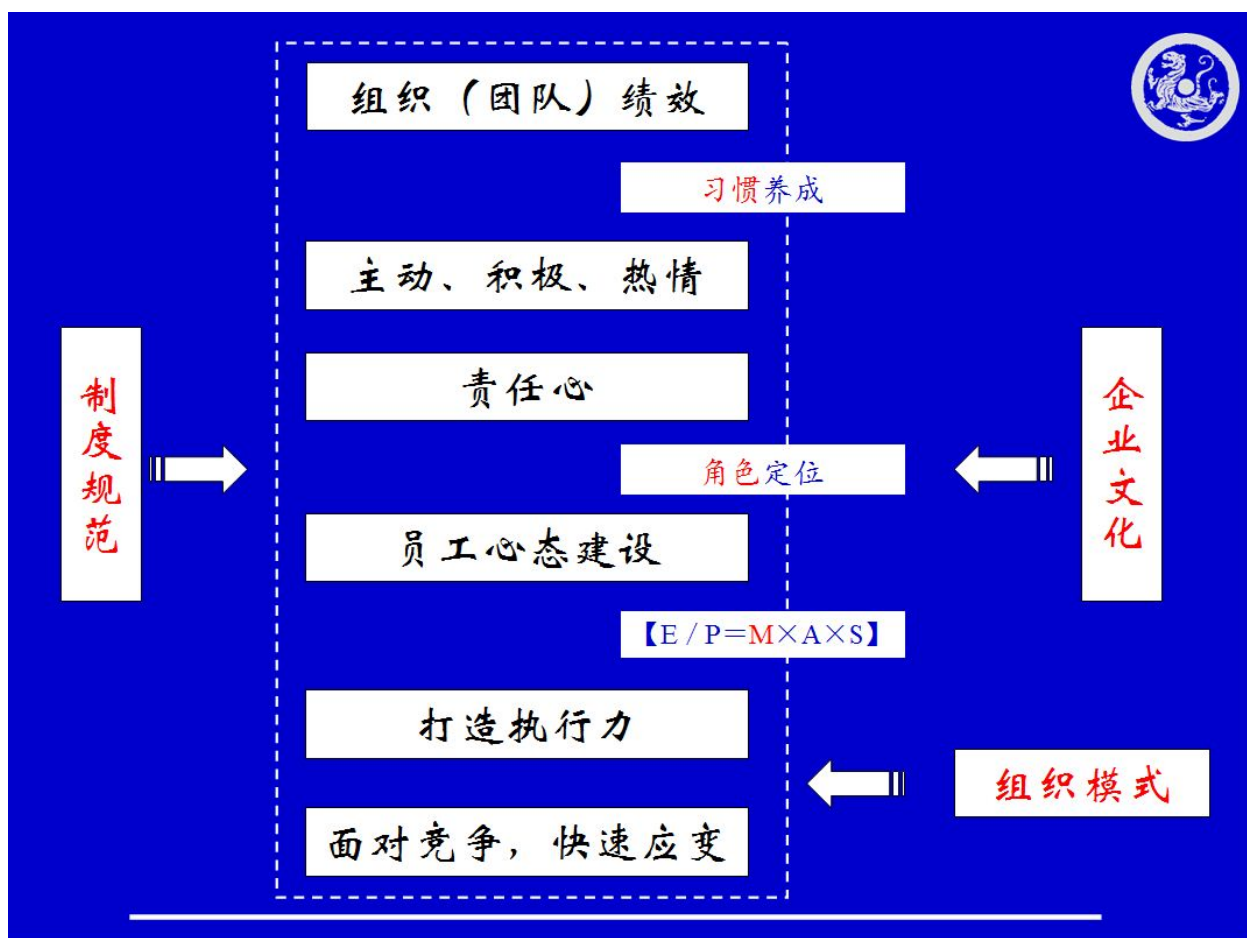 组织（团队）绩效
习惯养成
主动、积极、热情
责任心
制度规范
企业文化
角色定位
员工心态建设
【E/P＝M×A×S】
打造执行力
组织模式
面对竞争，快速应变